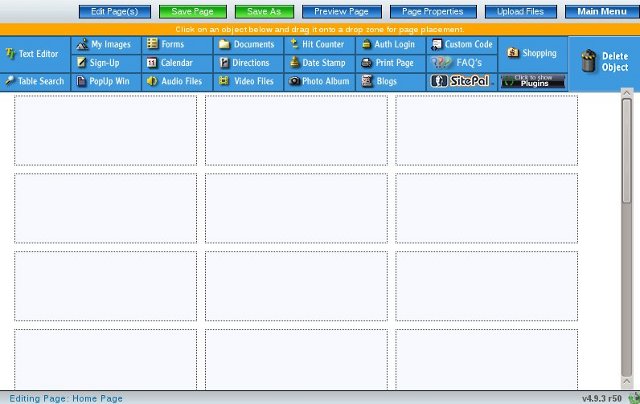 Edit Page(s) Save Page Save As Preview Page Page Properties Upload Files Main Menu
Click on an object below and drag it onto a drop zone for page placement.
Text Editor My Images Forms Documents Hit Counter Auth Login Custom Code Shopping Delete Object
Sign-Up Calendar Directions Date Stamp Print Page FAQ's
Table Search PopUp Win Audio Files Video Files Photo Album Blogs SitePal Click to show Plugins
Editing Page: Home Page v4.9.3 r50